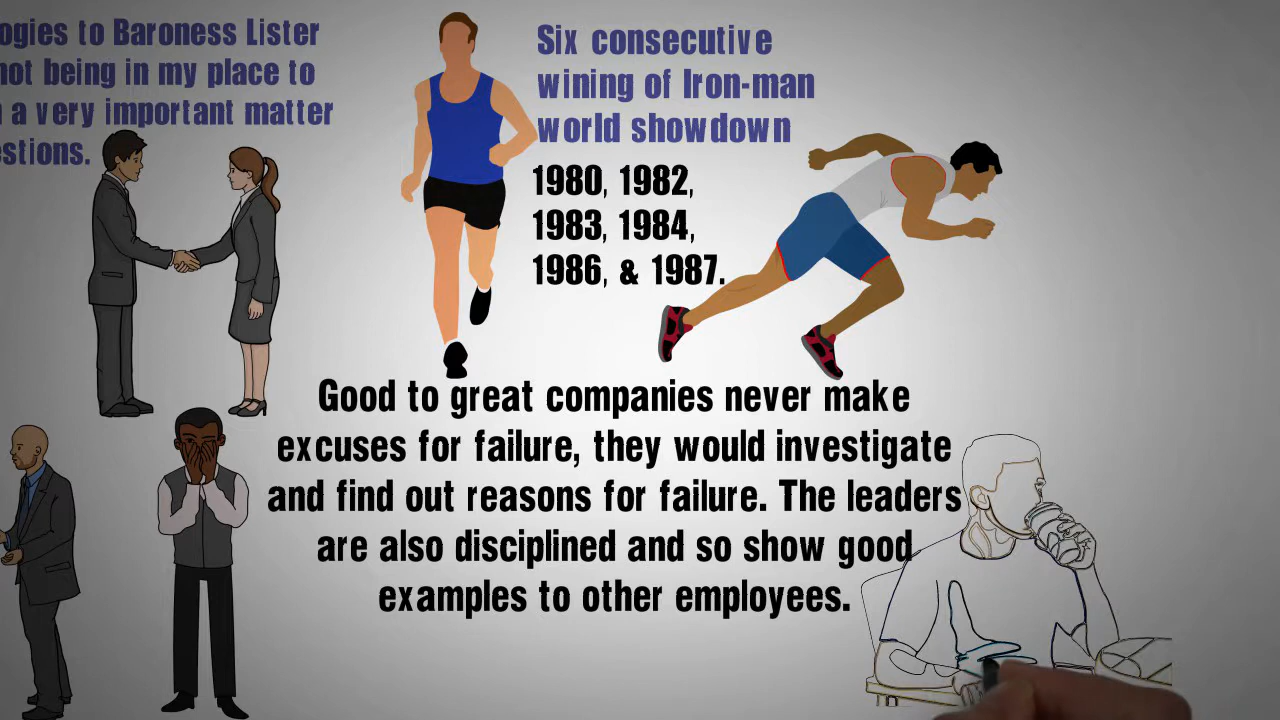 ogies to Baroness Lister
not being in my place to
a very important matter
stions.
Six consecutive
wining of Iron-man
world showdown
1980, 1982,
1983, 1984,
1986, & 1987.
Good to great companies never make
excuses for failure, they would investigate
and find out reasons for failure. The leaders
are also disciplined and so show good
examples to other employees.